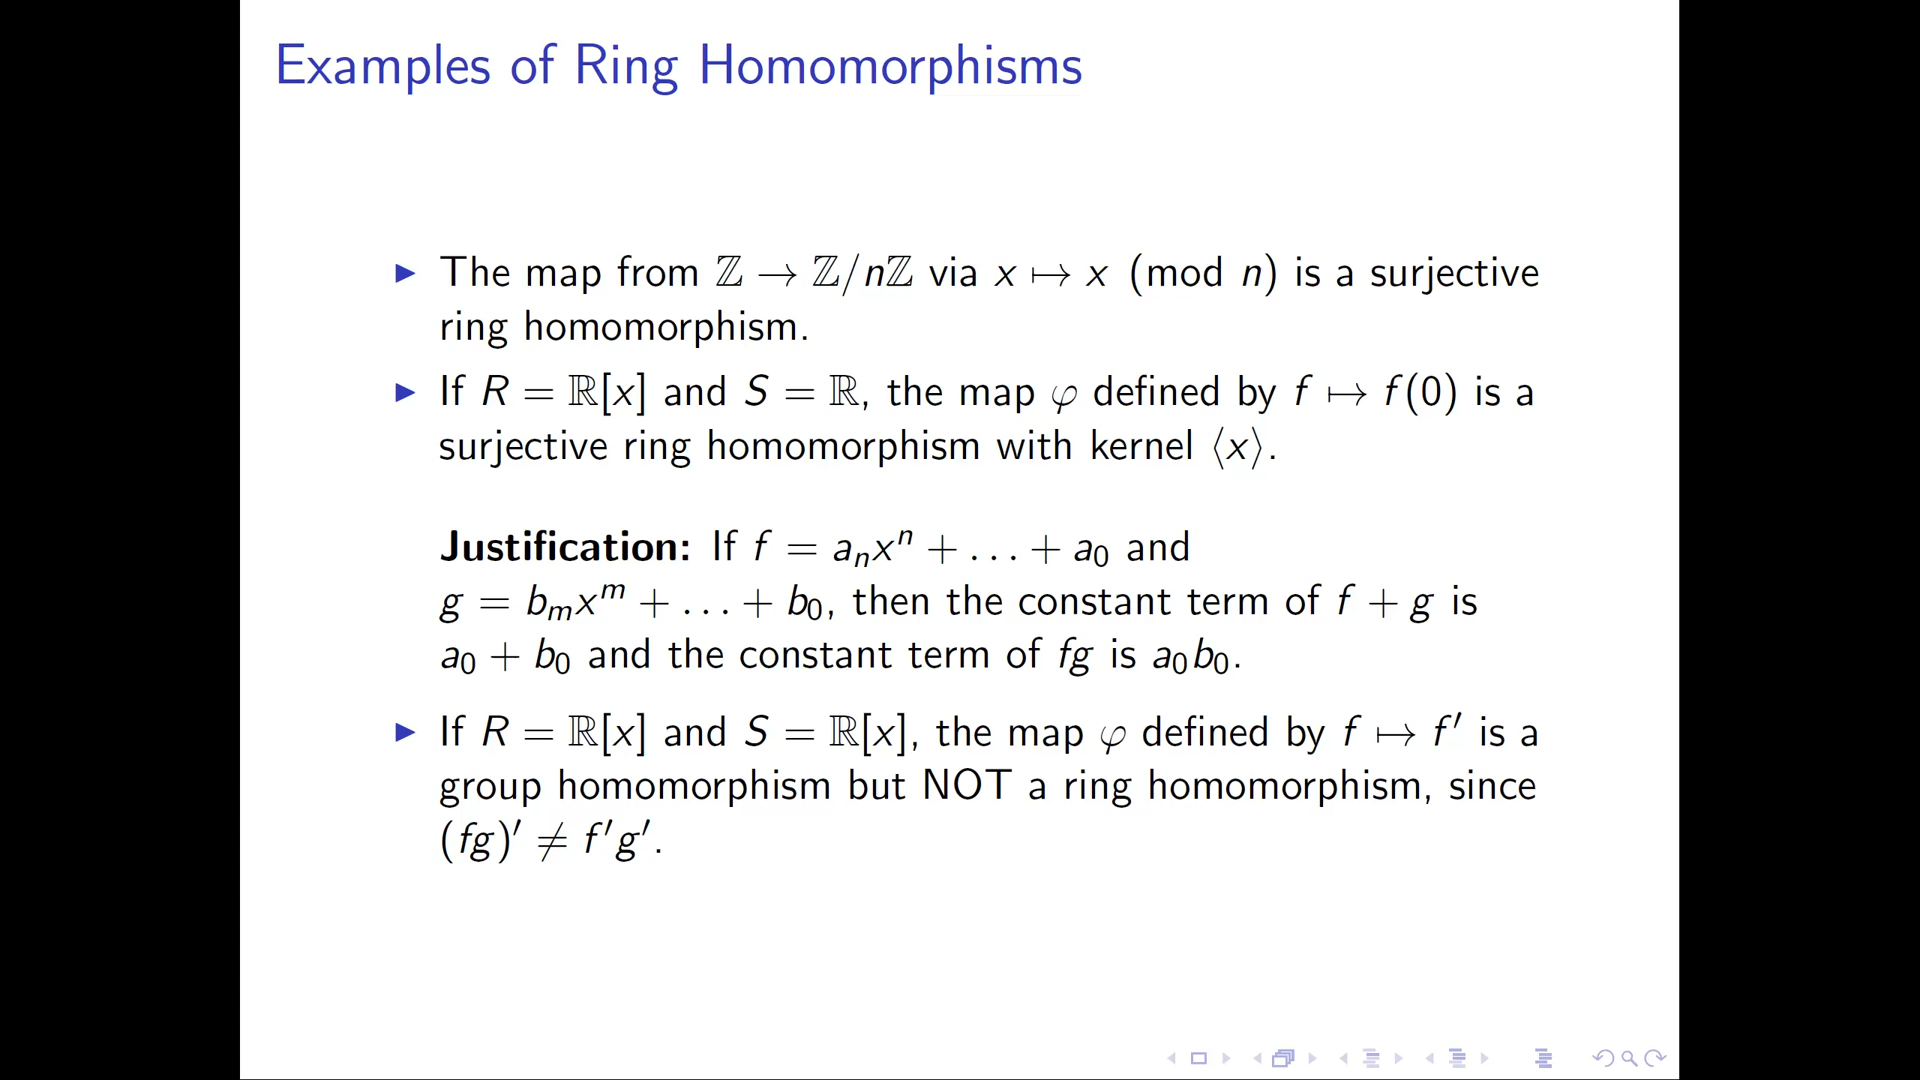 Examples of Ring Homomorphisms
▶ The map from ℤ → ℤ/nℤ via x ↦ x (mod n) is a surjective
ring homomorphism.
▶ If R = ℝ[x] and S = ℝ, the map φ defined by f ↦ f(0) is a
surjective ring homomorphism with kernel ⟨x⟩.
Justification: If f = aₙxⁿ + . . . + a₀ and
g = bₘxᵐ + . . . + b₀, then the constant term of f + g is
a₀ + b₀ and the constant term of fg is a₀b₀.
▶ If R = ℝ[x] and S = ℝ[x], the map φ defined by f ↦ f′ is a
group homomorphism but NOT a ring homomorphism, since
(fg)′ ≠ f′g′.